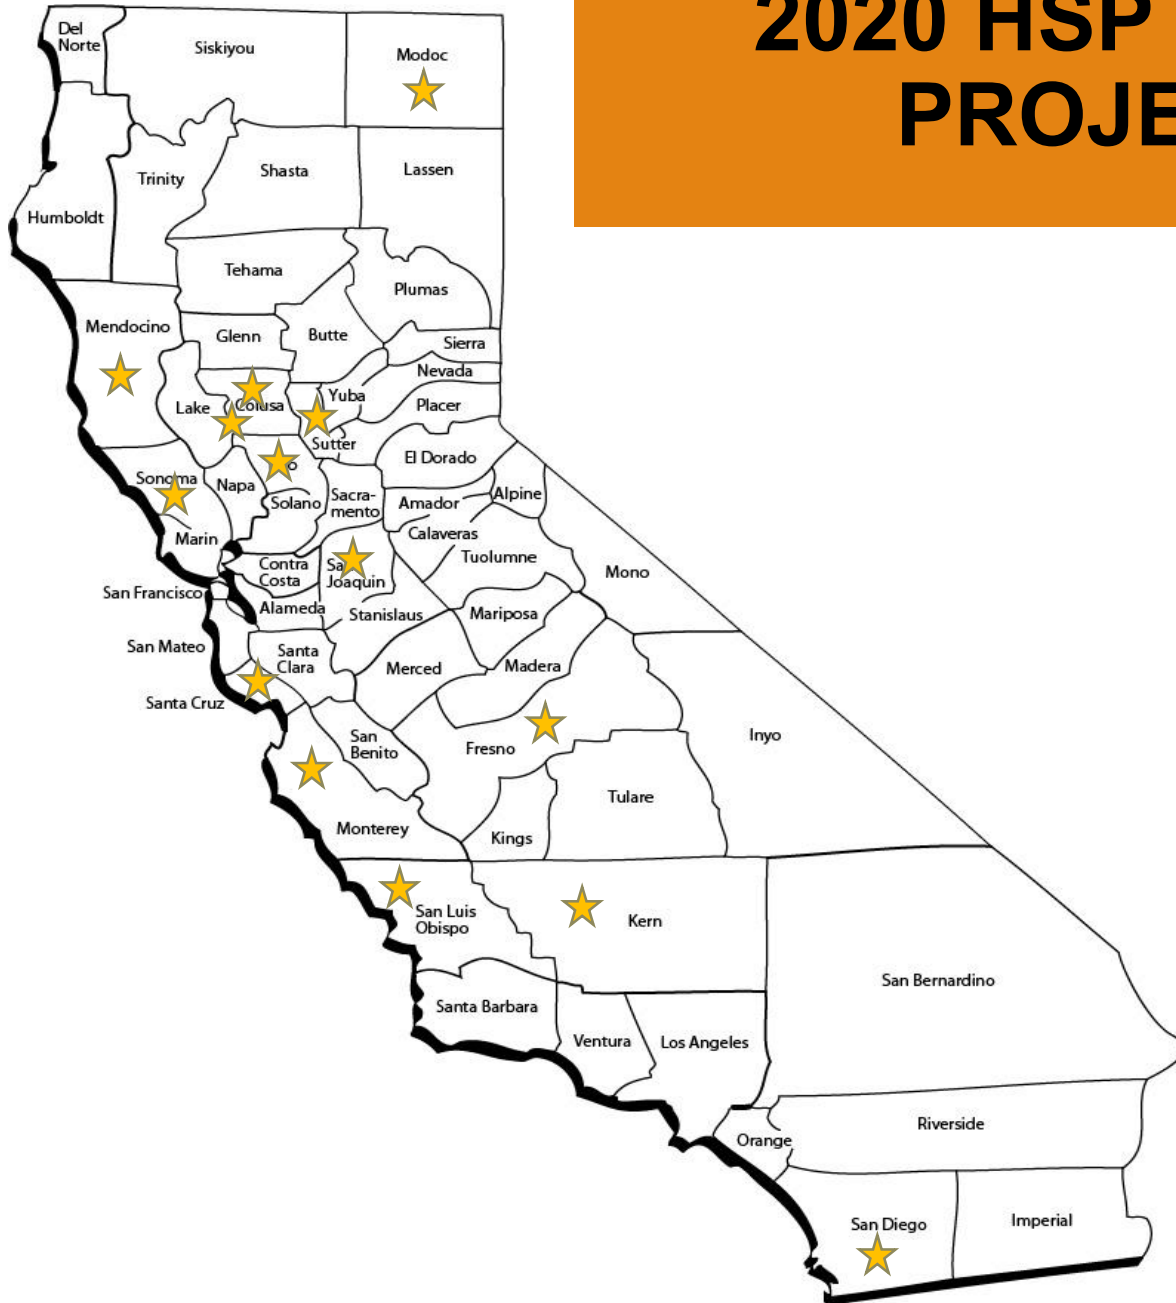 2020 HSP
PROJE
Del
Norte
Siskiyou
Modoc
Trinity
Shasta
Lassen
Humboldt
Tehama
Plumas
Mendocino
Glenn
Butte
Sierra
Nevada
Lake
Colusa
Yuba
Placer
Sutter
El Dorado
Sonoma
Napa
o
Solano
Sacra-
mento
Amador
Alpine
Marin
Calaveras
Contra
Costa
Sa
Joaquin
Tuolumne
Mono
San Francisco
Alameda
Stanislaus
Mariposa
San Mateo
Santa
Clara
Merced
Madera
Santa Cruz
San
Benito
Fresno
Inyo
Tulare
Monterey
Kings
San Luis
Obispo
Kern
San Bernardino
Santa Barbara
Ventura
Los Angeles
Orange
Riverside
San Diego
Imperial